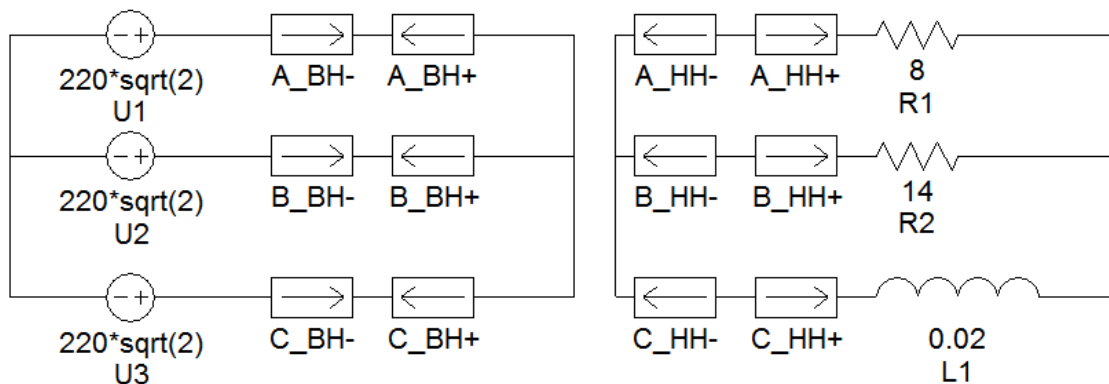 220*sqrt(2)
U1
A_BH-
A_BH+
A_HH-
A_HH+
8
R1
220*sqrt(2)
U2
B_BH-
B_BH+
B_HH-
B_HH+
14
R2
220*sqrt(2)
U3
C_BH-
C_BH+
C_HH-
C_HH+
0.02
L1